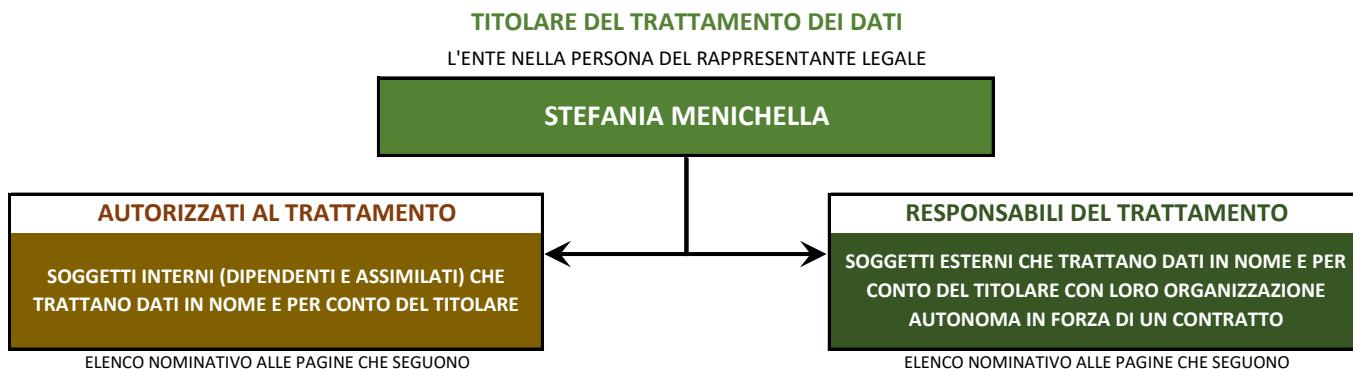 TITOLARE DEL TRATTAMENTO DEI DATI
L'ENTE NELLA PERSONA DEL RAPPRESENTANTE LEGALE
STEFANIA MENICHELLA
AUTORIZZATI AL TRATTAMENTO
SOGGETTI INTERNI (DIPENDENTI E ASSIMILATI) CHE
TRATTANO DATI IN NOME E PER CONTO DEL TITOLARE
ELENCO NOMINATIVO ALLE PAGINE CHE SEGUONO
RESPONSABILI DEL TRATTAMENTO
SOGGETTI ESTERNI CHE TRATTANO DATI IN NOME E PER
CONTO DEL TITOLARE CON LORO ORGANIZZAZIONE
AUTONOMA IN FORZA DI UN CONTRATTO
ELENCO NOMINATIVO ALLE PAGINE CHE SEGUONO